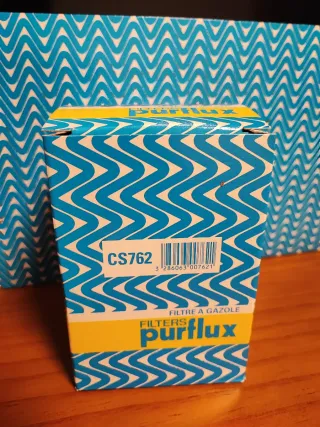 purflux
CS762
3 286063 007621
FILTRE A GAZOLE
FILTERS
purflux